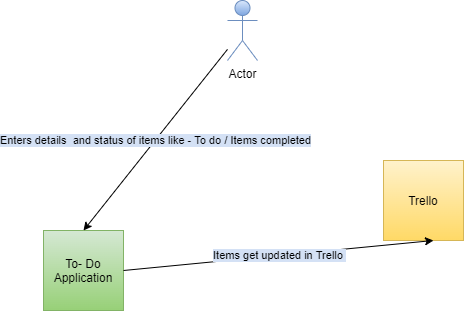 Actor
Enters details  and status of items like - To do / Items completed
Trello
To- Do
Application
Items get updated in Trello